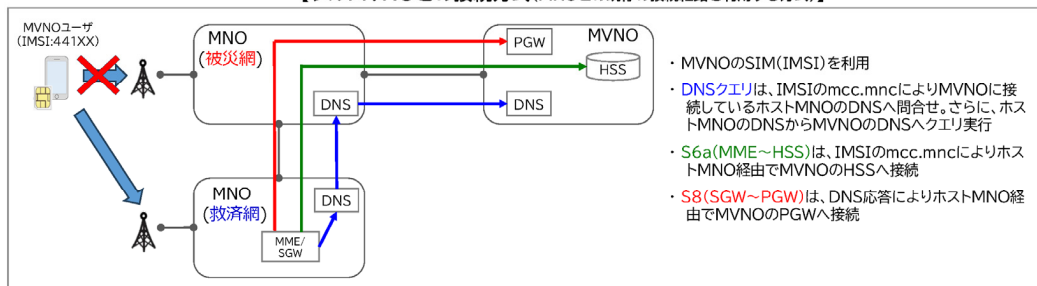 MVNOユーザ
(IMSI:441XX)
MNO
(被災網)
DNS
MNO
(救済網)
DNS
MME/
SGW
MVNO
PGW
HSS
DNS
・MVNOのSIM(IMSI)を利用
・DNSクエリは、IMSIのmcc.mncによりMVNOに接
続しているホストMNOのDNSへ問合せ。さらに、ホス
トMNOのDNSからMVNOのDNSへクエリ実行
・S6a(MME～HSS)は、IMSIのmcc.mncによりホス
トMNO経由でMVNOのHSSへ接続
・S8(SGW～PGW)は、DNS応答によりホストMNO経
由でMVNOのPGWへ接続